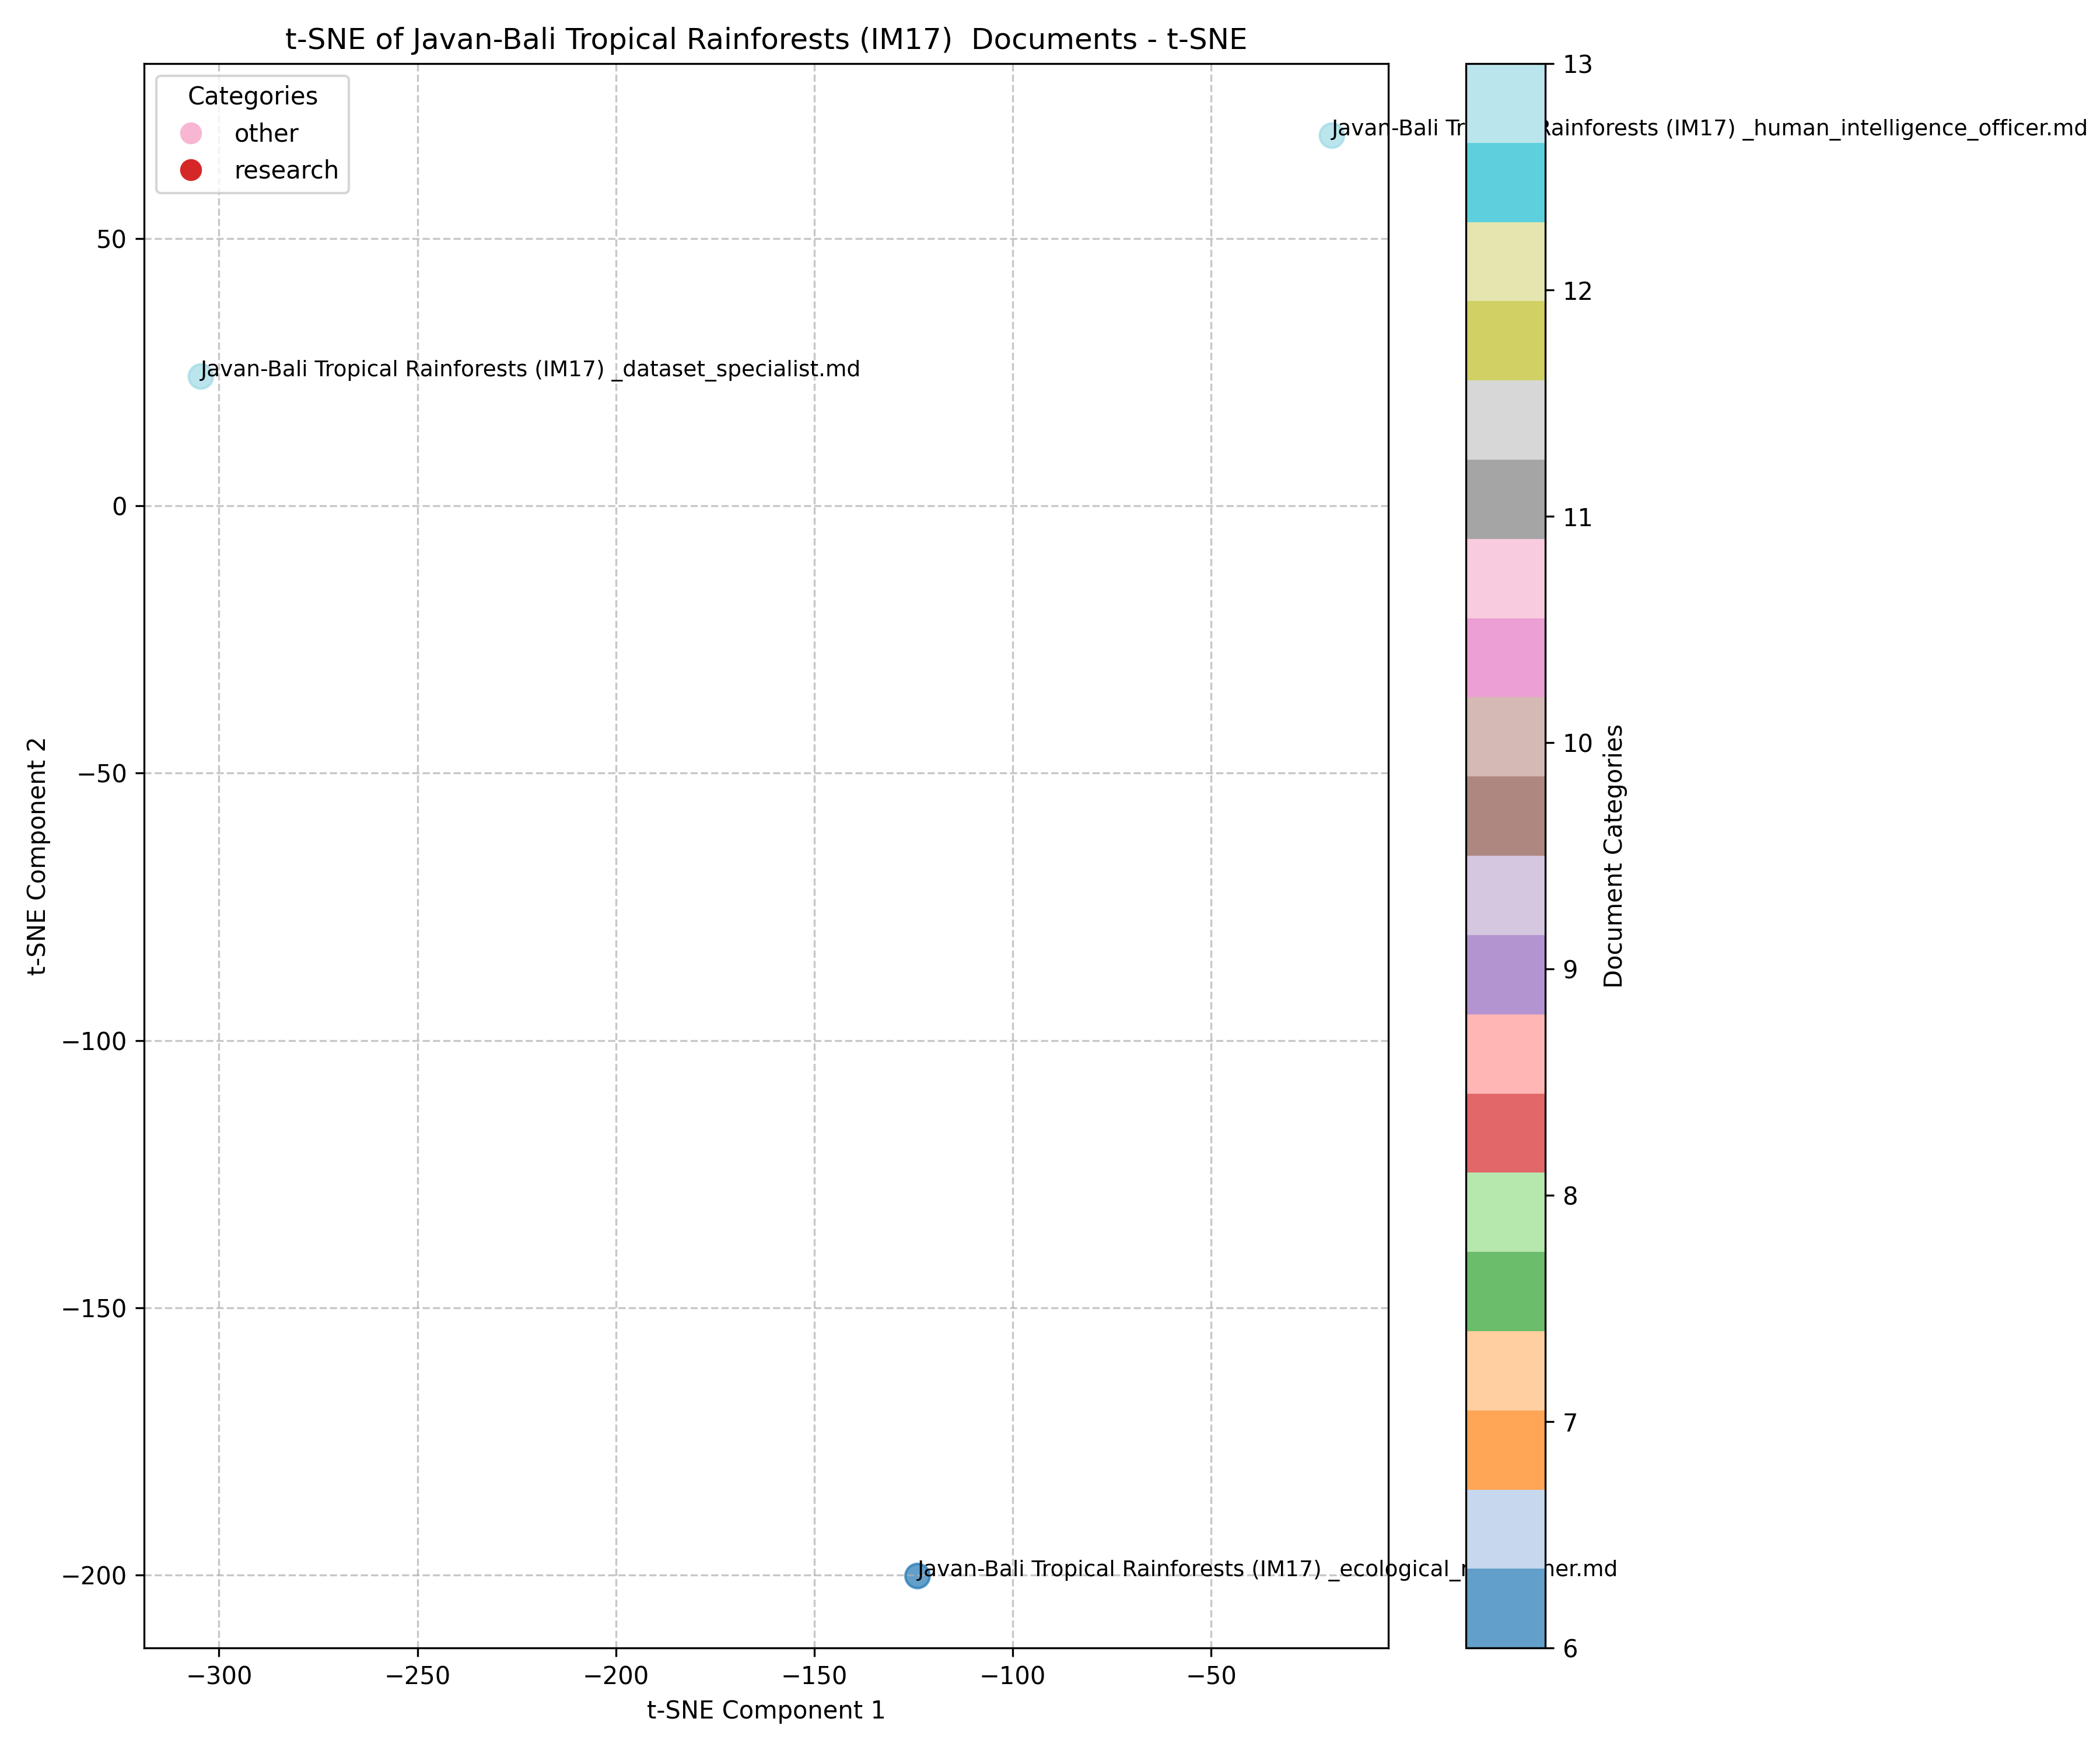 t-SNE of Javan-Bali Tropical Rainforests (IM17)  Documents - t-SNE
Categories
other
research
Javan-Bali Tr Rainforests (IM17) _human_intelligence_officer.md
Javan-Bali Tropical Rainforests (IM17) _dataset_specialist.md
Javan-Bali Tropical Rainforests (IM17) _ecological_ her.md
50
0
−50
−100
−150
−200
t-SNE Component 2
−300
−250
−200
−150
−100
−50
t-SNE Component 1
13
12
11
10
9
8
7
6
Document Categories